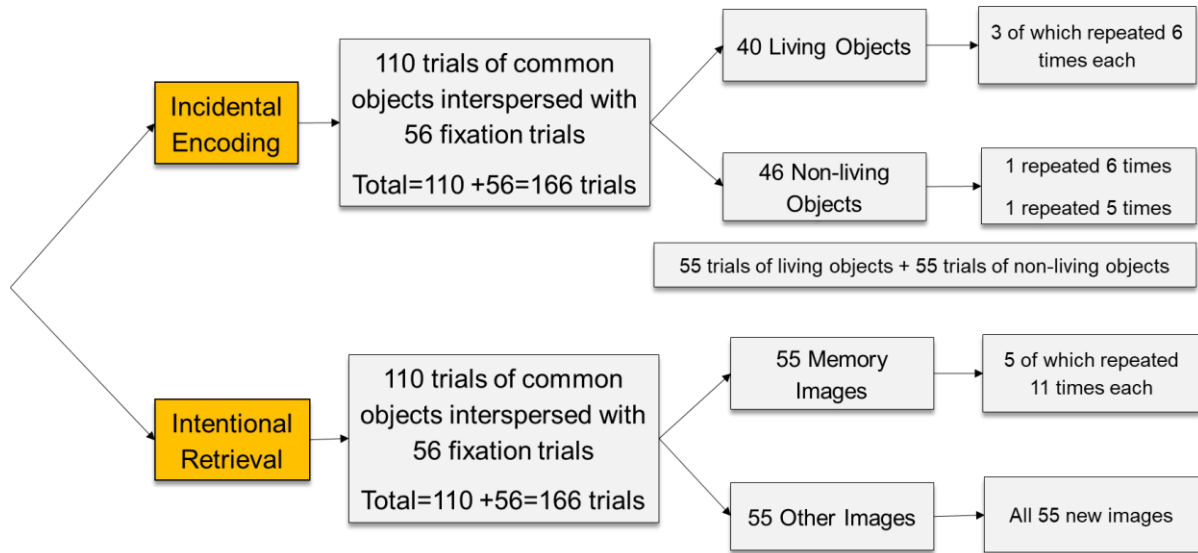 Incidental
Encoding
110 trials of common
objects interspersed with
56 fixation trials
Total=110 +56=166 trials
40 Living Objects
3 of which repeated 6
times each
46 Non-living
Objects
1 repeated 6 times
1 repeated 5 times
55 trials of living objects + 55 trials of non-living objects
Intentional
Retrieval
110 trials of common
objects interspersed with
56 fixation trials
Total=110 +56=166 trials
55 Memory
Images
5 of which repeated
11 times each
55 Other Images
All 55 new images